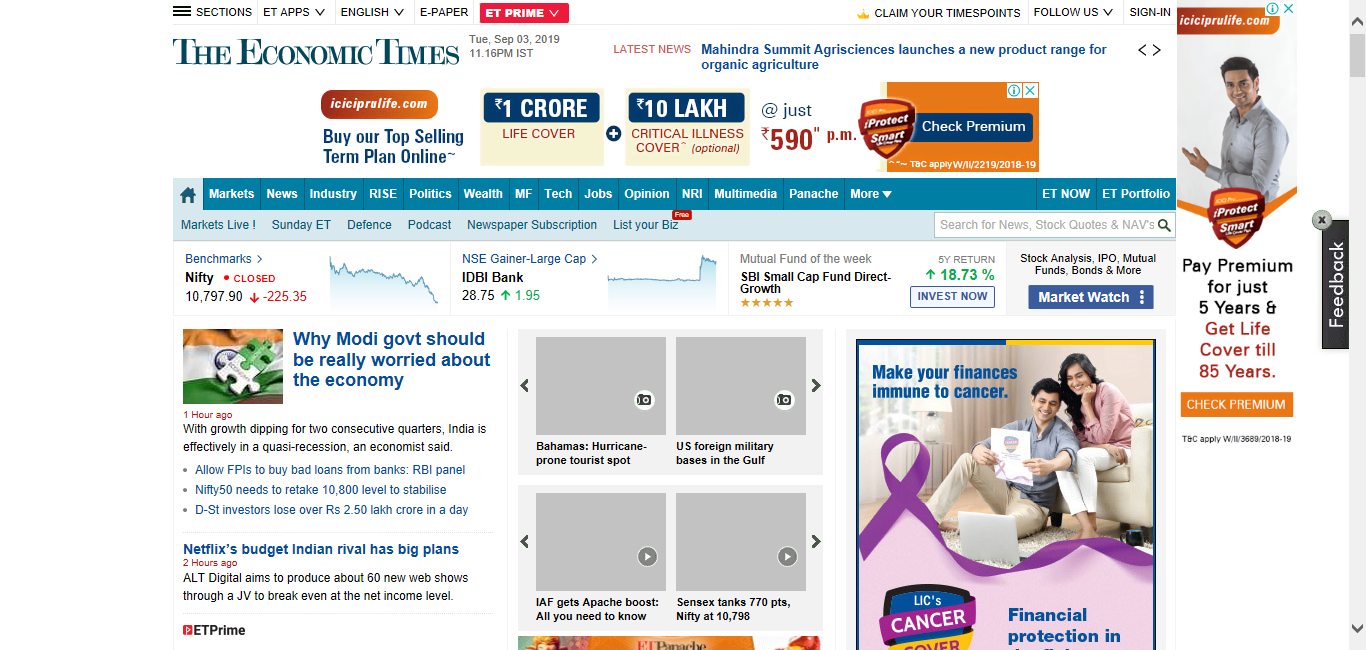 SECTIONS ET APPS ENGLISH E-PAPER ET PRIME CLAIM YOUR TIMESPOINTS FOLLOW US SIGN-IN
THE ECONOMIC TIMES
Tue, Sep 03, 2019
11.16PM IST
LATEST NEWS Mahindra Summit Agrisciences launches a new product range for
organic agriculture
iciciprulife.com
Buy our Top Selling
Term Plan Online~
₹1 CRORE
LIFE COVER
₹10 LAKH
CRITICAL ILLNESS
COVER^ (optional)
@ just
₹590" p.m.
iProtect
Smart
Check Premium
T&C apply W/II/2219/2018-19
Markets News Industry RISE Politics Wealth MF Tech Jobs Opinion NRI Multimedia Panache More ET NOW ET Portfolio
Markets Live ! Sunday ET Defence Podcast Newspaper Subscription List your Biz Free
Search for News, Stock Quotes & NAV's
Benchmarks
Nifty CLOSED
10,797.90 -225.35
NSE Gainer-Large Cap
IDBI Bank
28.75 1.95
Mutual Fund of the week
SBI Small Cap Fund Direct-
Growth
5Y RETURN
18.73 %
INVEST NOW
Stock Analysis, IPO, Mutual
Funds, Bonds & More
Market Watch
Why Modi govt should
be really worried about
the economy
1 Hour ago
With growth dipping for two consecutive quarters, India is
effectively in a quasi-recession, an economist said.
Allow FPIs to buy bad loans from banks: RBI panel
Nifty50 needs to retake 10,800 level to stabilise
D-St investors lose over Rs 2.50 lakh crore in a day
Netflix's budget Indian rival has big plans
2 Hours ago
ALT Digital aims to produce about 60 new web shows
through a JV to break even at the net income level.
ETPrime
Bahamas: Hurricane-
prone tourist spot
US foreign military
bases in the Gulf
IAF gets Apache boost:
All you need to know
Sensex tanks 770 pts,
Nifty at 10,798
ETPanache
Make your finances
immune to cancer.
LIC's
CANCER
COVER
Financial
protection in
iciciprulife.com
iProtect
Smart
Pay Premium
for just
5 Years &
Get Life
Cover till
85 Years.
CHECK PREMIUM
T&C apply W/II/3689/2018-19
x
Feedback